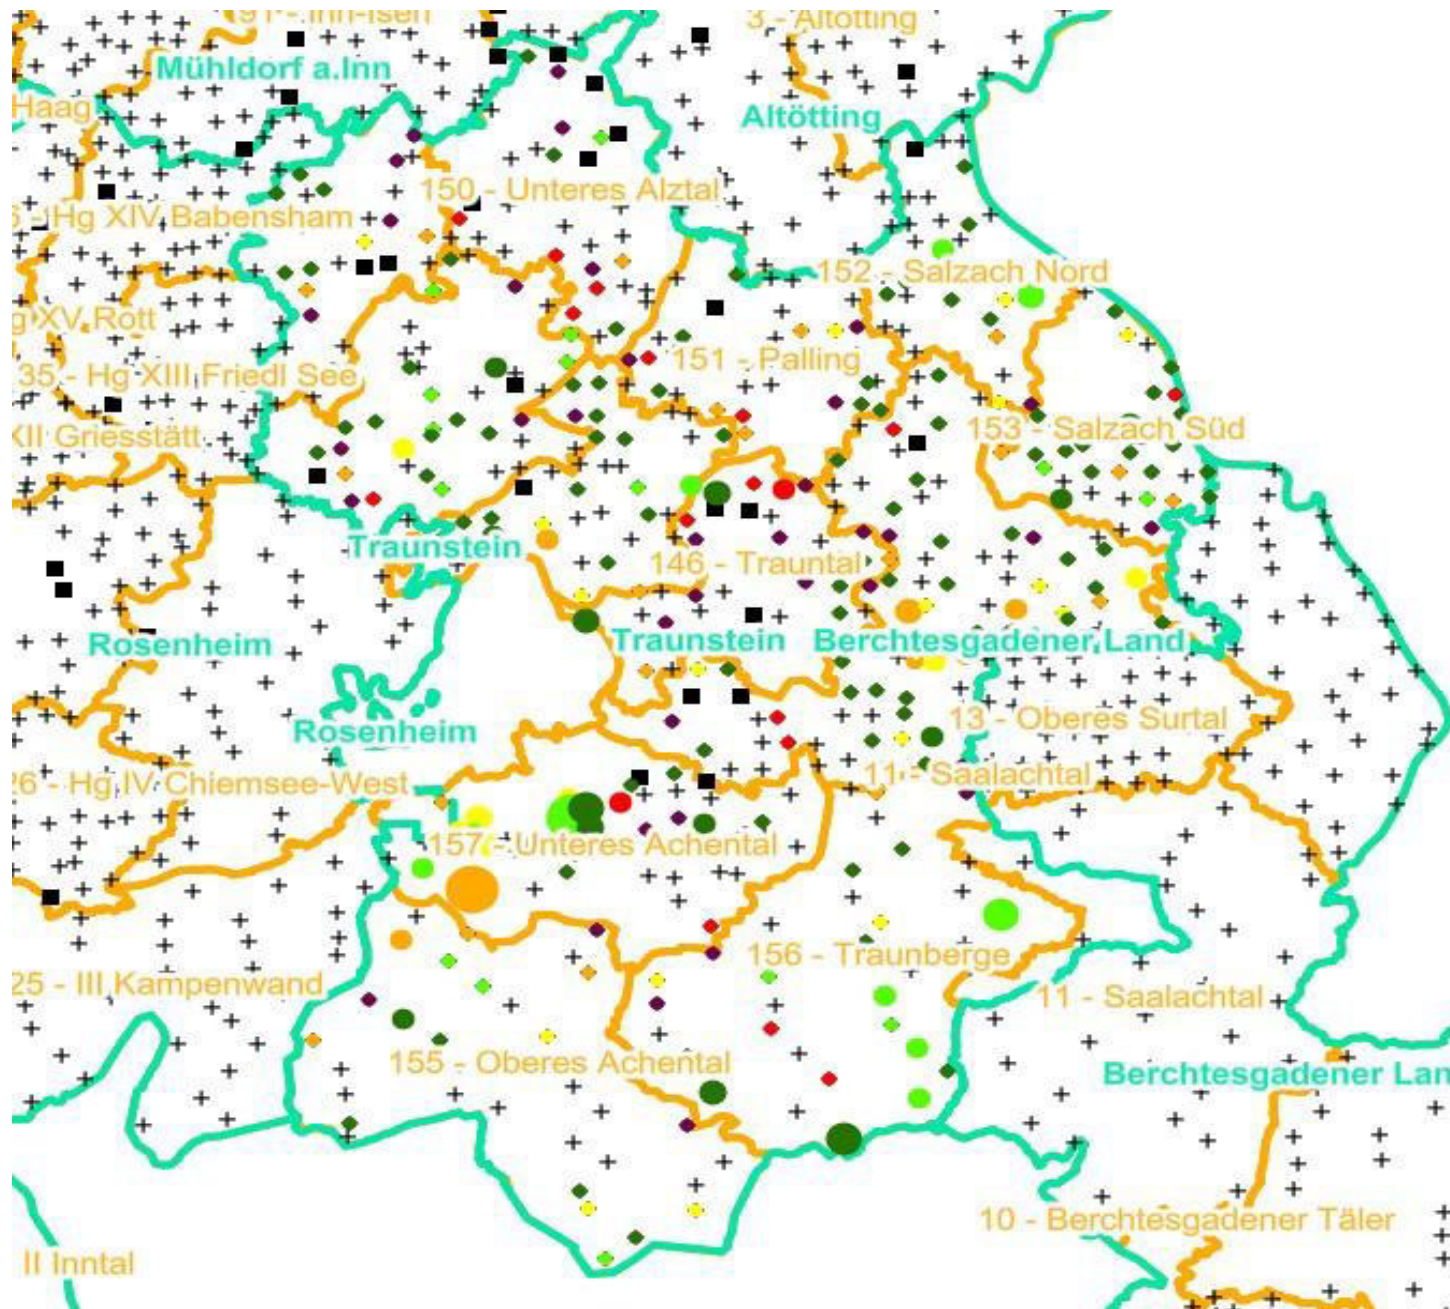 91 - Inn-Isen
3 - Altötting
Mühldorf a.Inn
Haag
Altötting
150 - Unteres Alztal
6 - Hg XIV Babensham
152 - Salzach Nord
g XV Rott
151 - Palling
35 - Hg XIII Friedl See
153 - Salzach Süd
XII Griesstätt
Traunstein
146 - Trauntal
Rosenheim
Traunstein
Berchtesgadener Land
13 - Oberes Surtal
Rosenheim
11 - Saalachtal
26 - Hg IV Chiemsee-West
157 - Unteres Achental
156 - Traunberge
25 - III Kampenwand
11 - Saalachtal
155 - Oberes Achental
Berchtesgadener Lan
10 - Berchtesgadener Täler
II Inntal